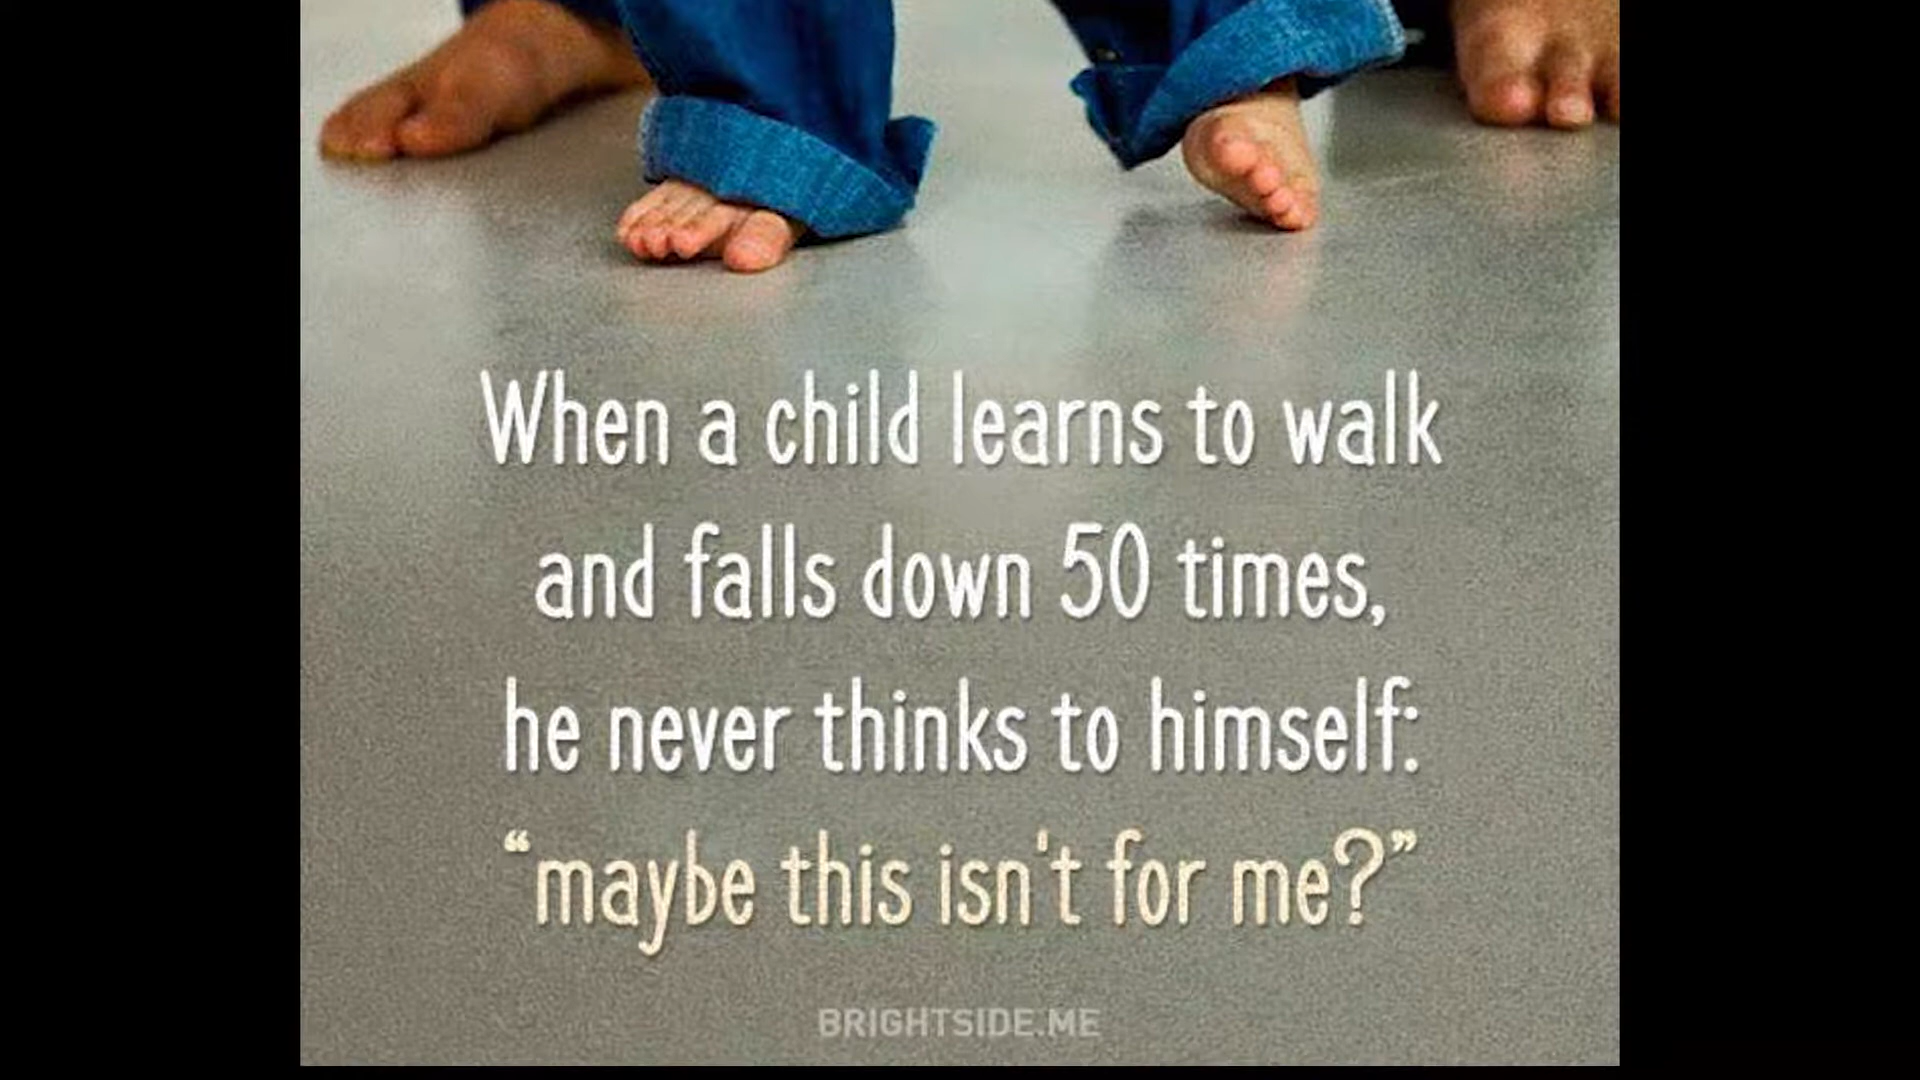 When a child learns to walk
and falls down 50 times,
he never thinks to himself:
“maybe this isn't for me?”
BRIGHTSIDE.ME